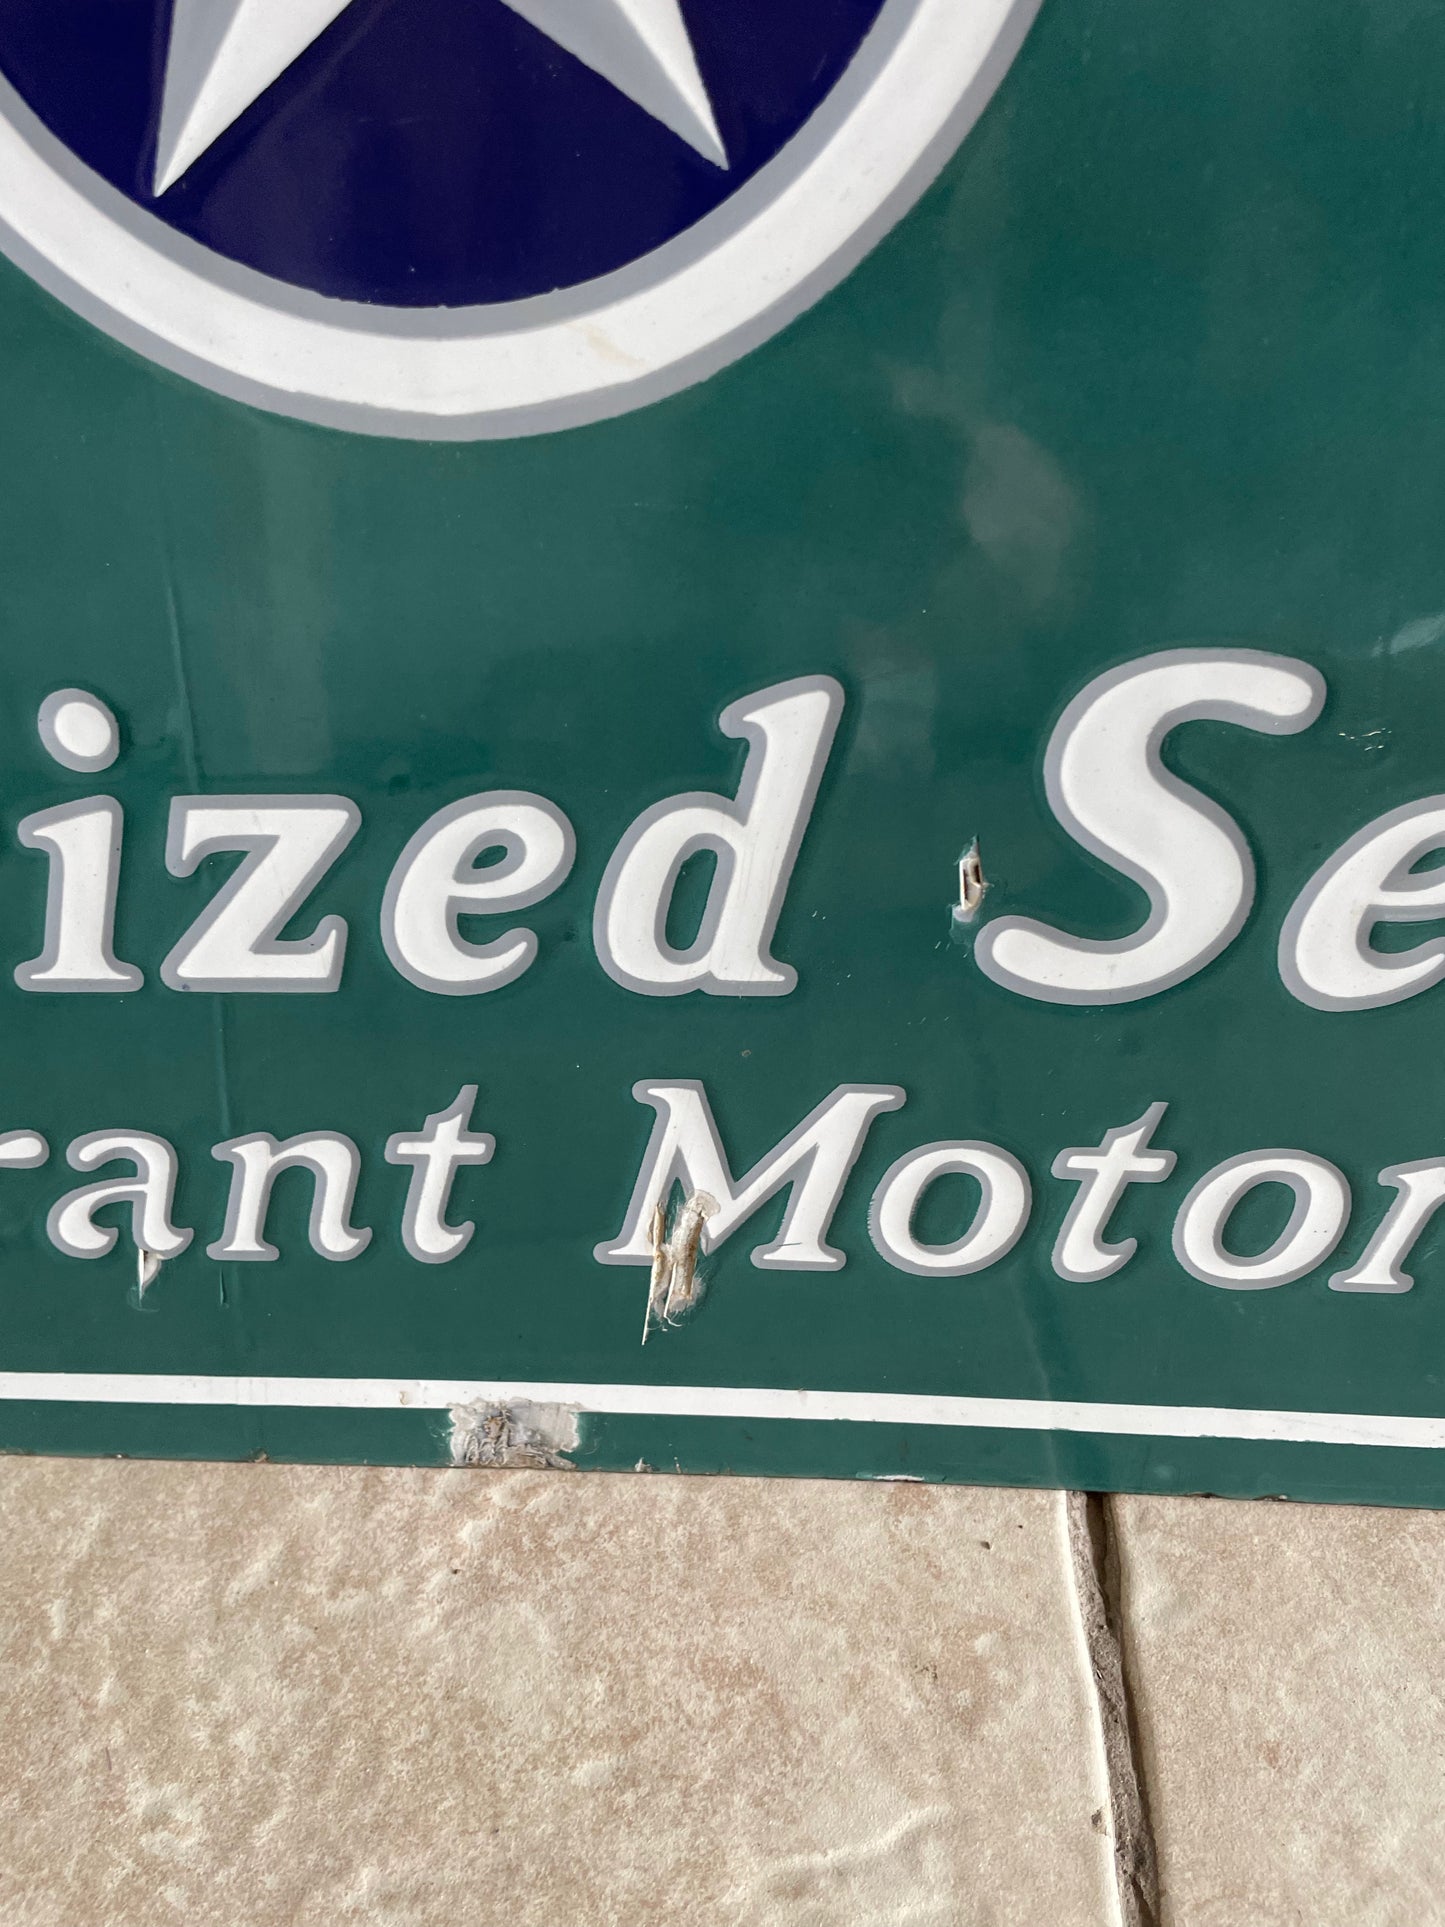 ized Se
rant Motor